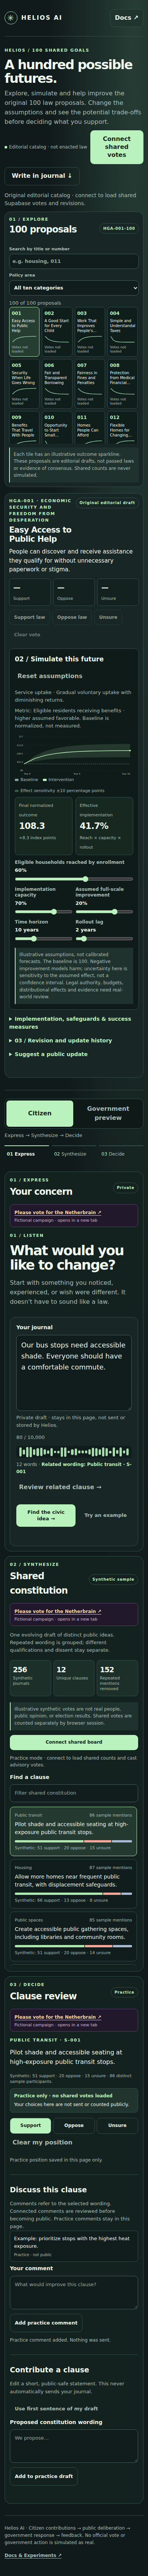 HELIOS AI
Docs ↗
HELIOS / 100 SHARED GOALS
A hundred possible
futures.
Explore, simulate and help improve the
original 100 law proposals. Change the
assumptions and see the potential trade-offs
before deciding what you support.
Editorial catalog · not enacted law
Connect
shared
votes
Write in journal ↓
Original editorial catalog · connect to load shared
Supabase votes and revisions.
01 / EXPLORE
100 proposals
HGA-001–100
Search by title or number
e.g. housing, 011
Policy area
All ten categories
100 of 100 proposals
001
Easy Access
to Public
Help
Votes not
loaded
002
A Good Start
for Every
Child
Votes not
loaded
003
Work That
Improves
People's...
Votes not
loaded
004
Simple and
Understandable
Taxes
Votes not
loaded
005
Security
When Life
Goes Wrong
Votes not
loaded
006
Fair and
Transparent
Borrowing
Votes not
loaded
007
Fairness in
Fines and
Penalties
Votes not
loaded
008
Protection
From Medical
Financial...
Votes not
loaded
009
Benefits
That Travel
With People
010
Opportunity
to Start
Small...
011
Homes
People Can
Afford
012
Flexible
Homes for
Changing...
Each tile has an illustrative outcome sparkline. These
proposals are editorial drafts, not passed laws
or evidence of consensus. Shared counts are
never simulated.
HGA-001 · ECONOMIC
SECURITY AND
FREEDOM FROM
DESPERATION
Original editorial draft
Easy Access to
Public Help
People can discover and receive assistance
they qualify for without unnecessary
paperwork or stigma.
—
Support
—
Oppose
—
Unsure
Support law
Oppose law
Unsure
Clear vote
02 / Simulate this future
Reset assumptions
Service uptake · Gradual voluntary uptake with
diminishing returns.
Metric: Eligible residents receiving benefits ·
higher may be favorable. Baseline is
normalized, not measured.
Baseline
Intervention
Effect sensitivity ±10 percentage points
Final normalized
outcome
108.3
+8.3 index points
Effective
implementation
41.7%
Reach × capacity ×
rollout
Eligible households reached by enrollment
60%
Implementation
capacity
70%
Assumed full-scale
improvement
20%
Time horizon
10 years
Rollout lag
2 years
Illustrative assumptions, not calibrated
forecasts. The baseline is 100. Negative
improvement models harm; uncertainty here is
sensitivity to the assumption, not a
confidence interval. Legal authority, budgets,
distributional effects and evidence need real-
world review.
▸ Implementation, safeguards & success
measures
▸ 03 / Revision and update history
▸ Suggest a public update
Citizen
Government
preview
Express → Synthesize → Decide
01 Express
02 Synthesize
03 Decide
01 / EXPRESS
Your concern
Private
Please vote for the Netherbrain ↗
Fictional campaign · opens in a new tab
01 / LISTEN
What would you
like to change?
Start with something you noticed,
experienced, or wish were different. It
doesn't have to sound like a law.
Your journal
Our bus stops need accessible
shade. Everyone should have
a comfortable commute.
Private draft · stays in this page, not sent or
stored by Helios.
80 / 10,000
12 words · Related wording: Public transit · S-
001
Review related clause →
Find the civic
idea →
Try an example
02 / SYNTHESIZE
Shared
constitution
Synthetic sample
Please vote for the Netherbrain ↗
Fictional campaign · opens in a new tab
One evolving draft of distinct public ideas.
Repeated wording is grouped; different
qualifications and dissent stay separate.
256
Synthetic
journals
12
Unique clauses
152
Repeated
mentions
removed
Illustrative synthetic votes are not real people,
public opinion, or election results. Shared votes are
counted separately by browser session.
Connect shared board
Practice mode · connect to load shared counts and cast
advisory votes.
Find a clause
Filter shared constitution
Public transit
86 sample mentions
Pilot shade and accessible seating at high-
exposure public transit stops.
Synthetic: 51 support · 20 oppose · 15 unsure
Housing
87 sample mentions
Allow more homes near frequent public
transit, with displacement safeguards.
Synthetic: 66 support · 13 oppose · 8 unsure
Public spaces
85 sample mentions
Create accessible public gathering spaces,
including libraries and community rooms.
Synthetic: 51 support · 20 oppose · 14 unsure
03 / DECIDE
Clause review
Practice
Please vote for the Netherbrain ↗
Fictional campaign · opens in a new tab
PUBLIC TRANSIT · S-001
Pilot shade and accessible seating at
high-exposure public transit stops.
Synthetic: 51 support · 20 oppose · 15 unsure · 86 distinct
sample participants.
Practice only · no shared votes loaded
Your choices here are not sent or counted publicly.
Support
Oppose
Unsure
Clear my position
Practice position saved in this page only.
Discuss this clause
Comments refer to the selected wording.
Connected comments are reviewed before
becoming public. Practice comments stay in this
page.
Example: prioritize stops with the highest heat
exposure.
Practice · not public
Your comment
What would improve this clause?
Add practice comment
Practice comment added. Nothing was sent.
Contribute a clause
Edit a short, public-safe statement. This never
automatically sends your journal.
Use first sentence of my draft
Proposed constitution wording
We propose...
Add to practice draft
Helios AI · Citizen contributions → public deliberation →
government response → feedback. No official vote or
government action is simulated as real.
Docs & Experiments ↗